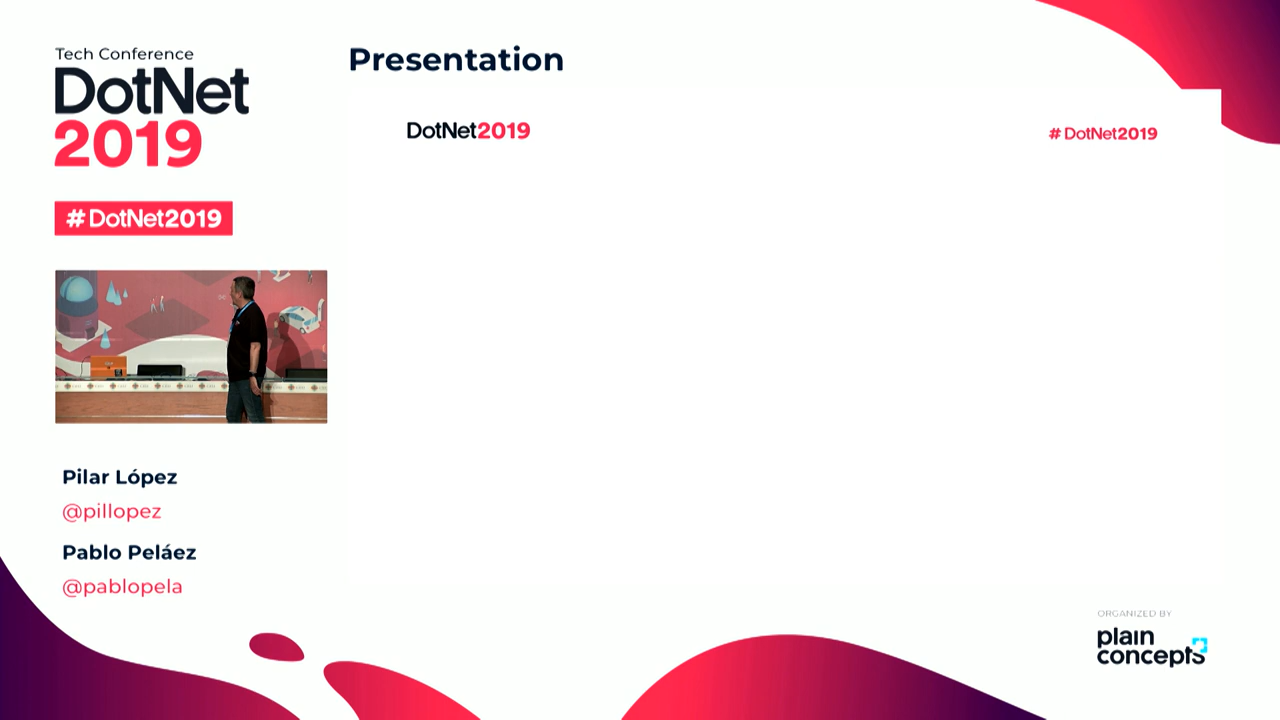 Tech Conference
DotNet
2019
#DotNet2019
Presentation
DotNet2019
#DotNet2019
Pilar López
@pillopez
Pablo Peláez
@pablopela
ORGANIZED BY
plain
concepts